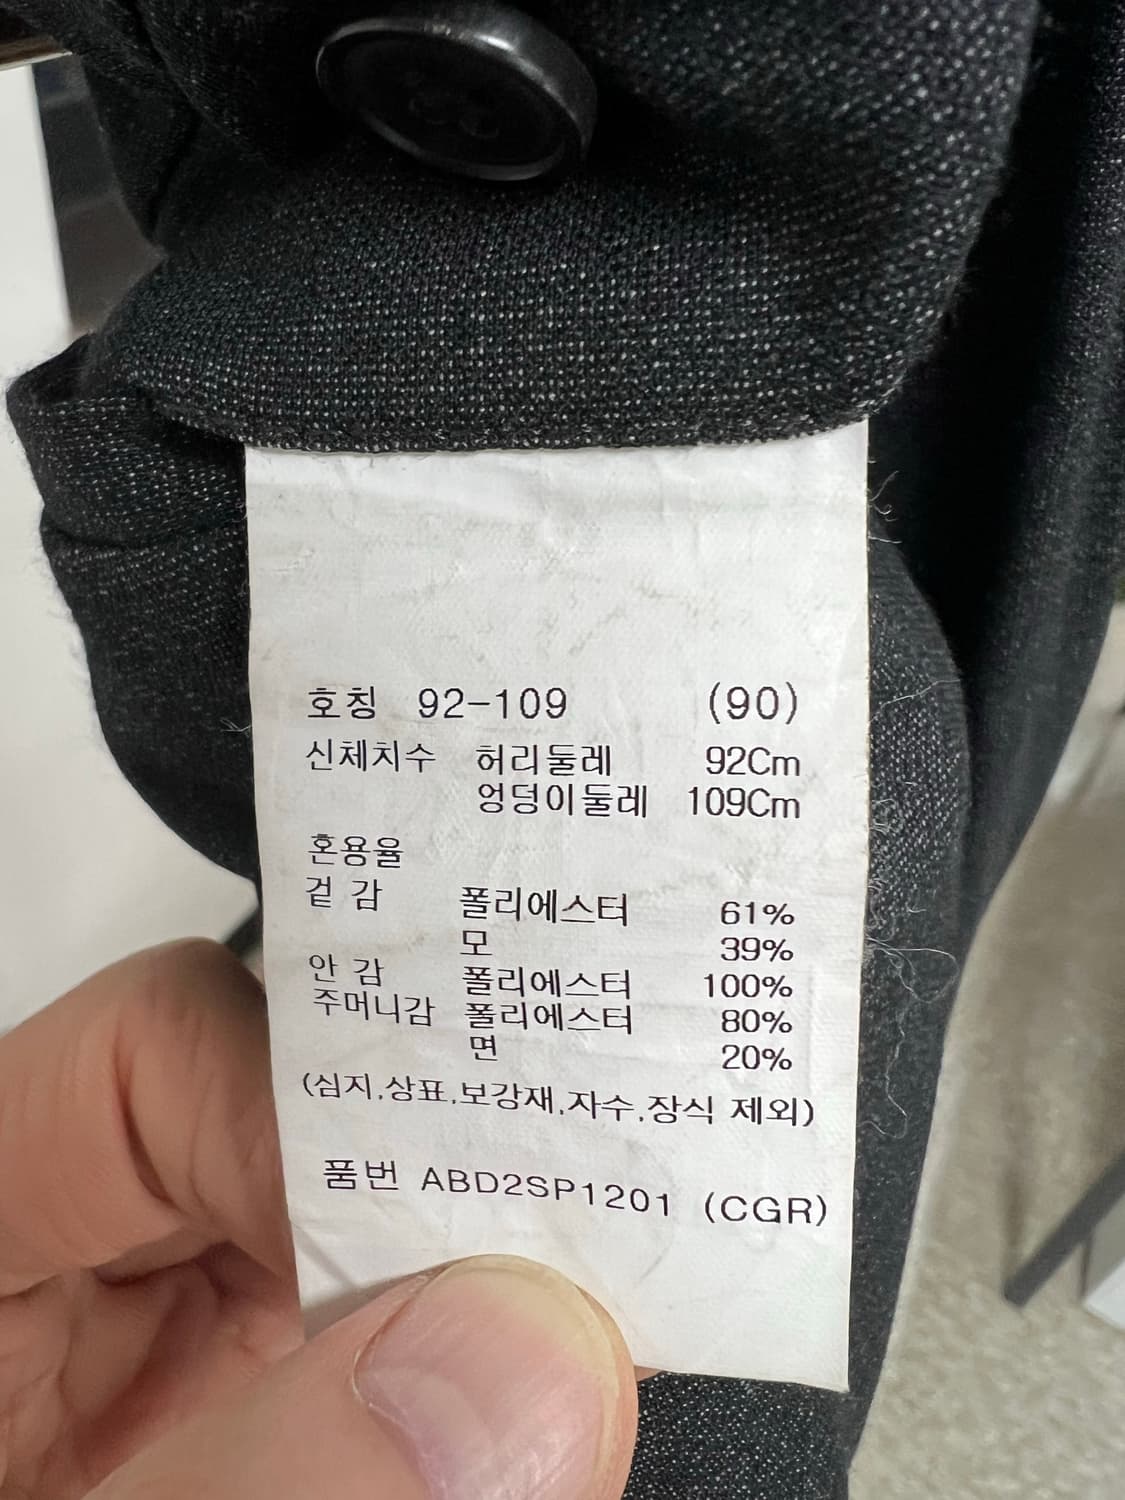 호칭 92-109 (90)
신체치수 허리둘레 92Cm
엉덩이둘레 109Cm
혼용율
겉 감 폴리에스터 61%
모 39%
안 감 폴리에스터 100%
주머니감 폴리에스터 80%
면 20%
(심지,상표,보강재,자수,장식 제외)
품번 ABD2SP1201 (CGR)